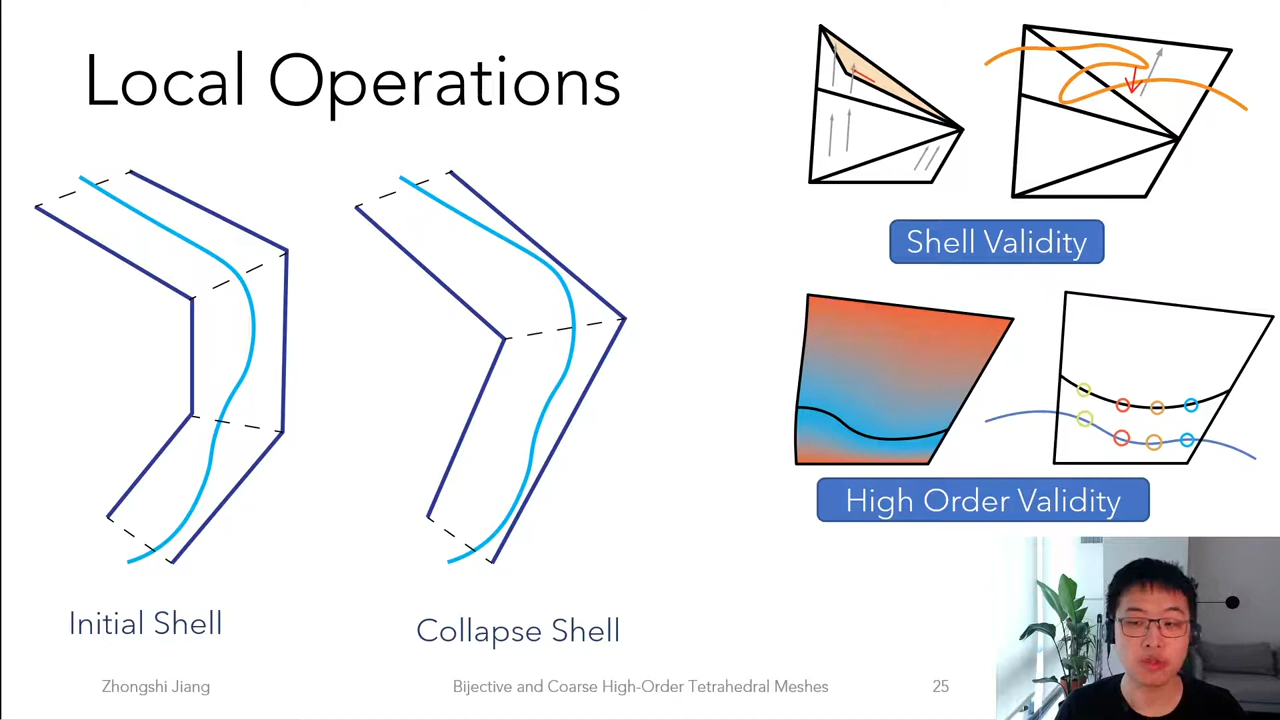 Local Operations
Shell Validity
High Order Validity
Initial Shell
Collapse Shell
Zhongshi Jiang
Bijective and Coarse High-Order Tetrahedral Meshes
25